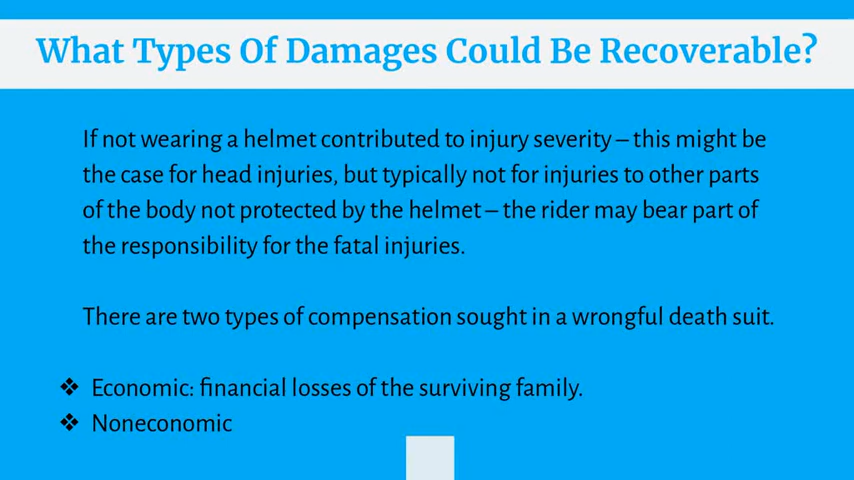 What Types Of Damages Could Be Recoverable?
If not wearing a helmet contributed to injury severity – this might be
the case for head injuries, but typically not for injuries to other parts
of the body not protected by the helmet – the rider may bear part of
the responsibility for the fatal injuries.
There are two types of compensation sought in a wrongful death suit.
❖ Economic: financial losses of the surviving family.
❖ Noneconomic